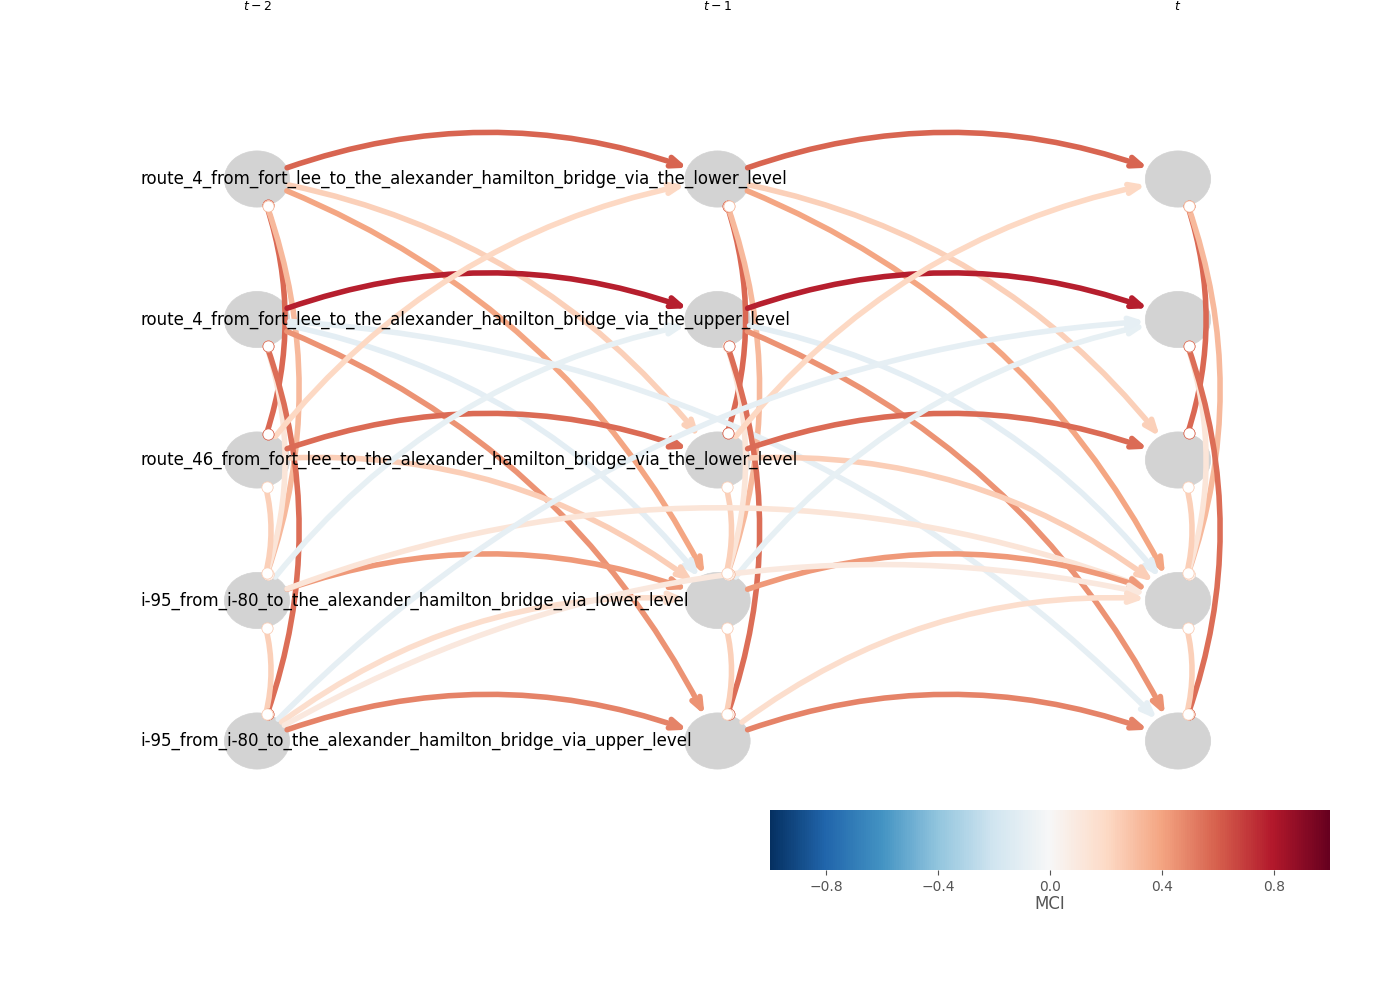 t − 2 t − 1 t
route_4_from_fort_lee_to_the_alexander_hamilton_bridge_via_the_lower_level
route_4_from_fort_lee_to_the_alexander_hamilton_bridge_via_the_upper_level
route_46_from_fort_lee_to_the_alexander_hamilton_bridge_via_the_lower_level
i-95_from_i-80_to_the_alexander_hamilton_bridge_via_lower_level
i-95_from_i-80_to_the_alexander_hamilton_bridge_via_upper_level
−0.8 −0.4 0.0 0.4 0.8
MCI